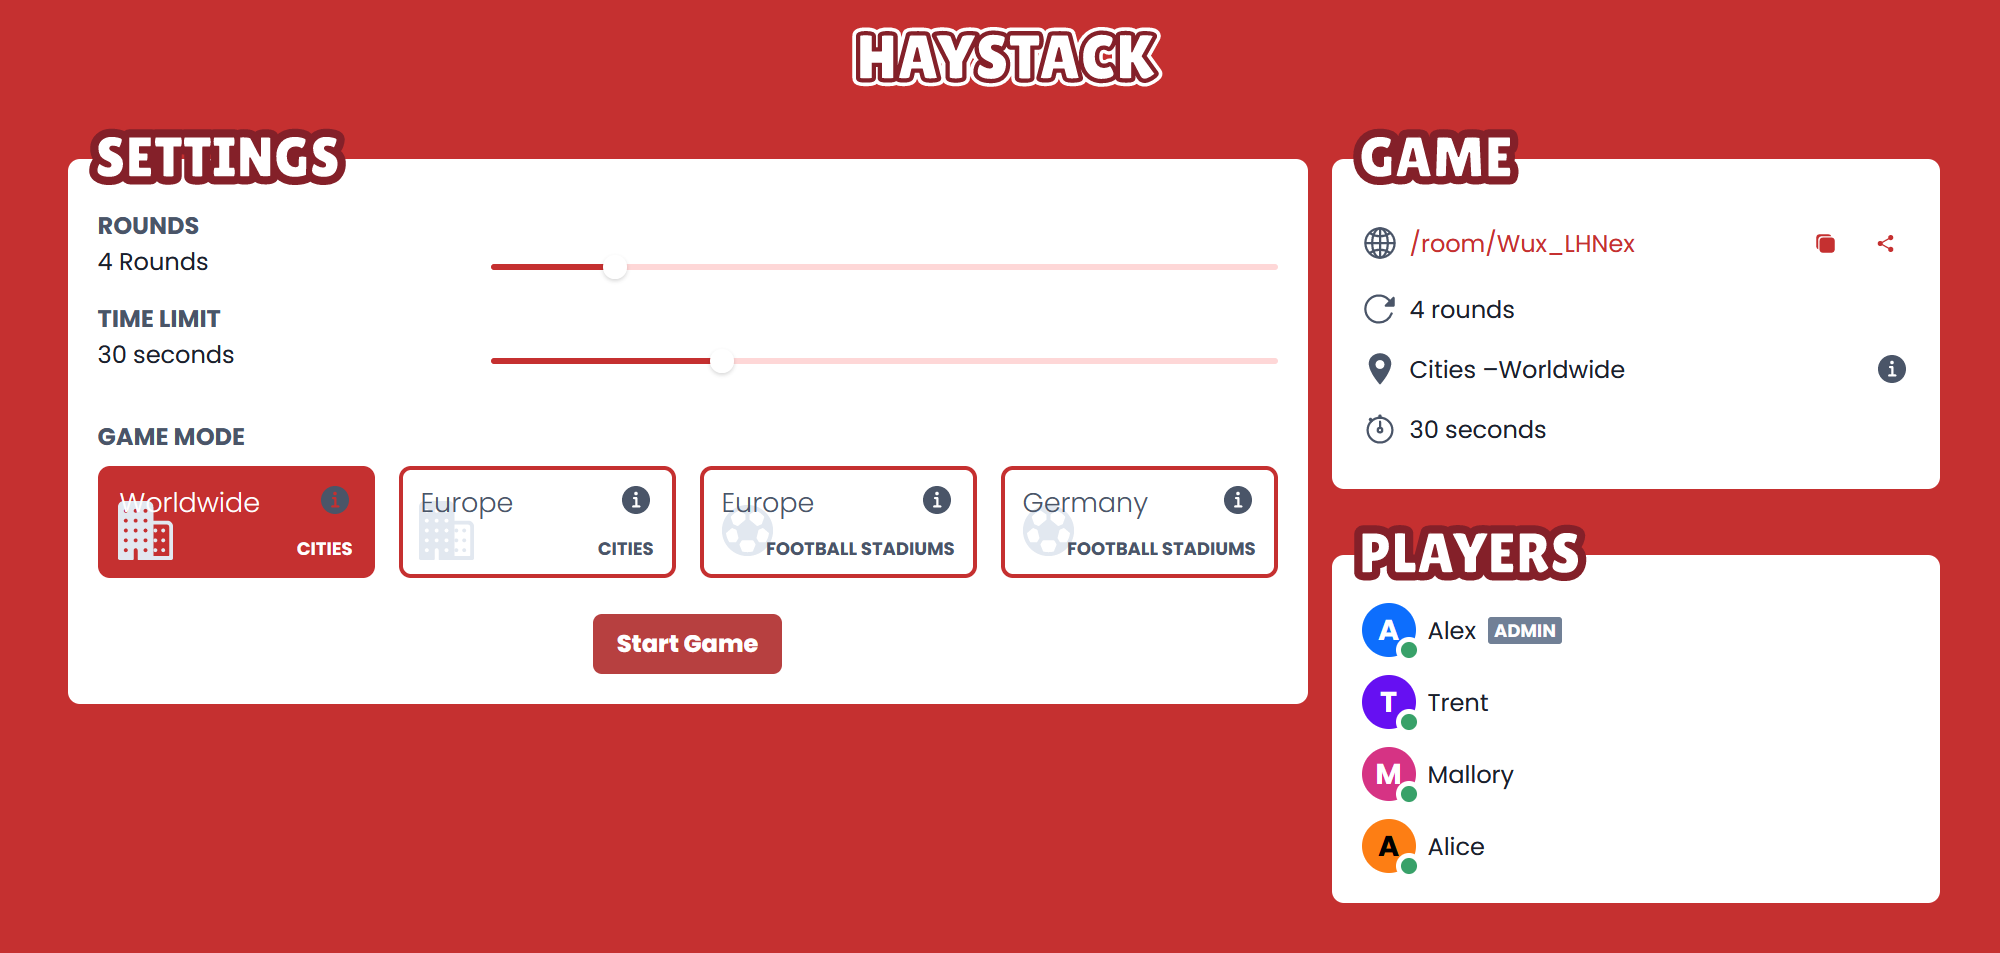 HAYSTACK
SETTINGS
ROUNDS
4 Rounds
TIME LIMIT
30 seconds
GAME MODE
Worldwide
CITIES
Europe
CITIES
Europe
FOOTBALL STADIUMS
Germany
FOOTBALL STADIUMS
Start Game
GAME
/room/Wux_LHNex
4 rounds
Cities –Worldwide
30 seconds
PLAYERS
A Alex ADMIN
T Trent
M Mallory
A Alice